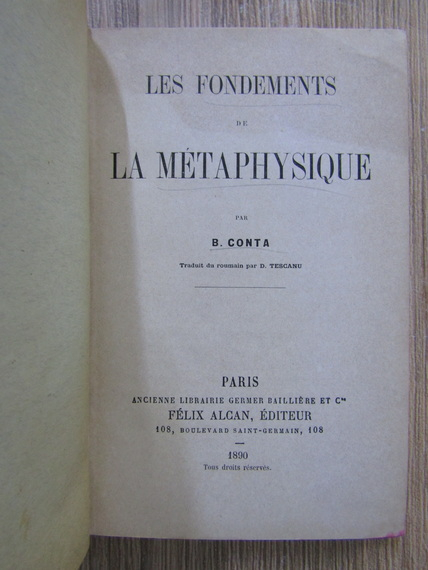 LES FONDEMENTS
DE
LA MÉTAPHYSIQUE
PAR
B. CONTA
Traduit du roumain par D. TESCANU
PARIS
ANCIENNE LIBRAIRIE GERMER BAILLIÈRE ET Cie
FÉLIX ALCAN, ÉDITEUR
108, BOULEVARD SAINT-GERMAIN, 108
1890
Tous droits réservés.